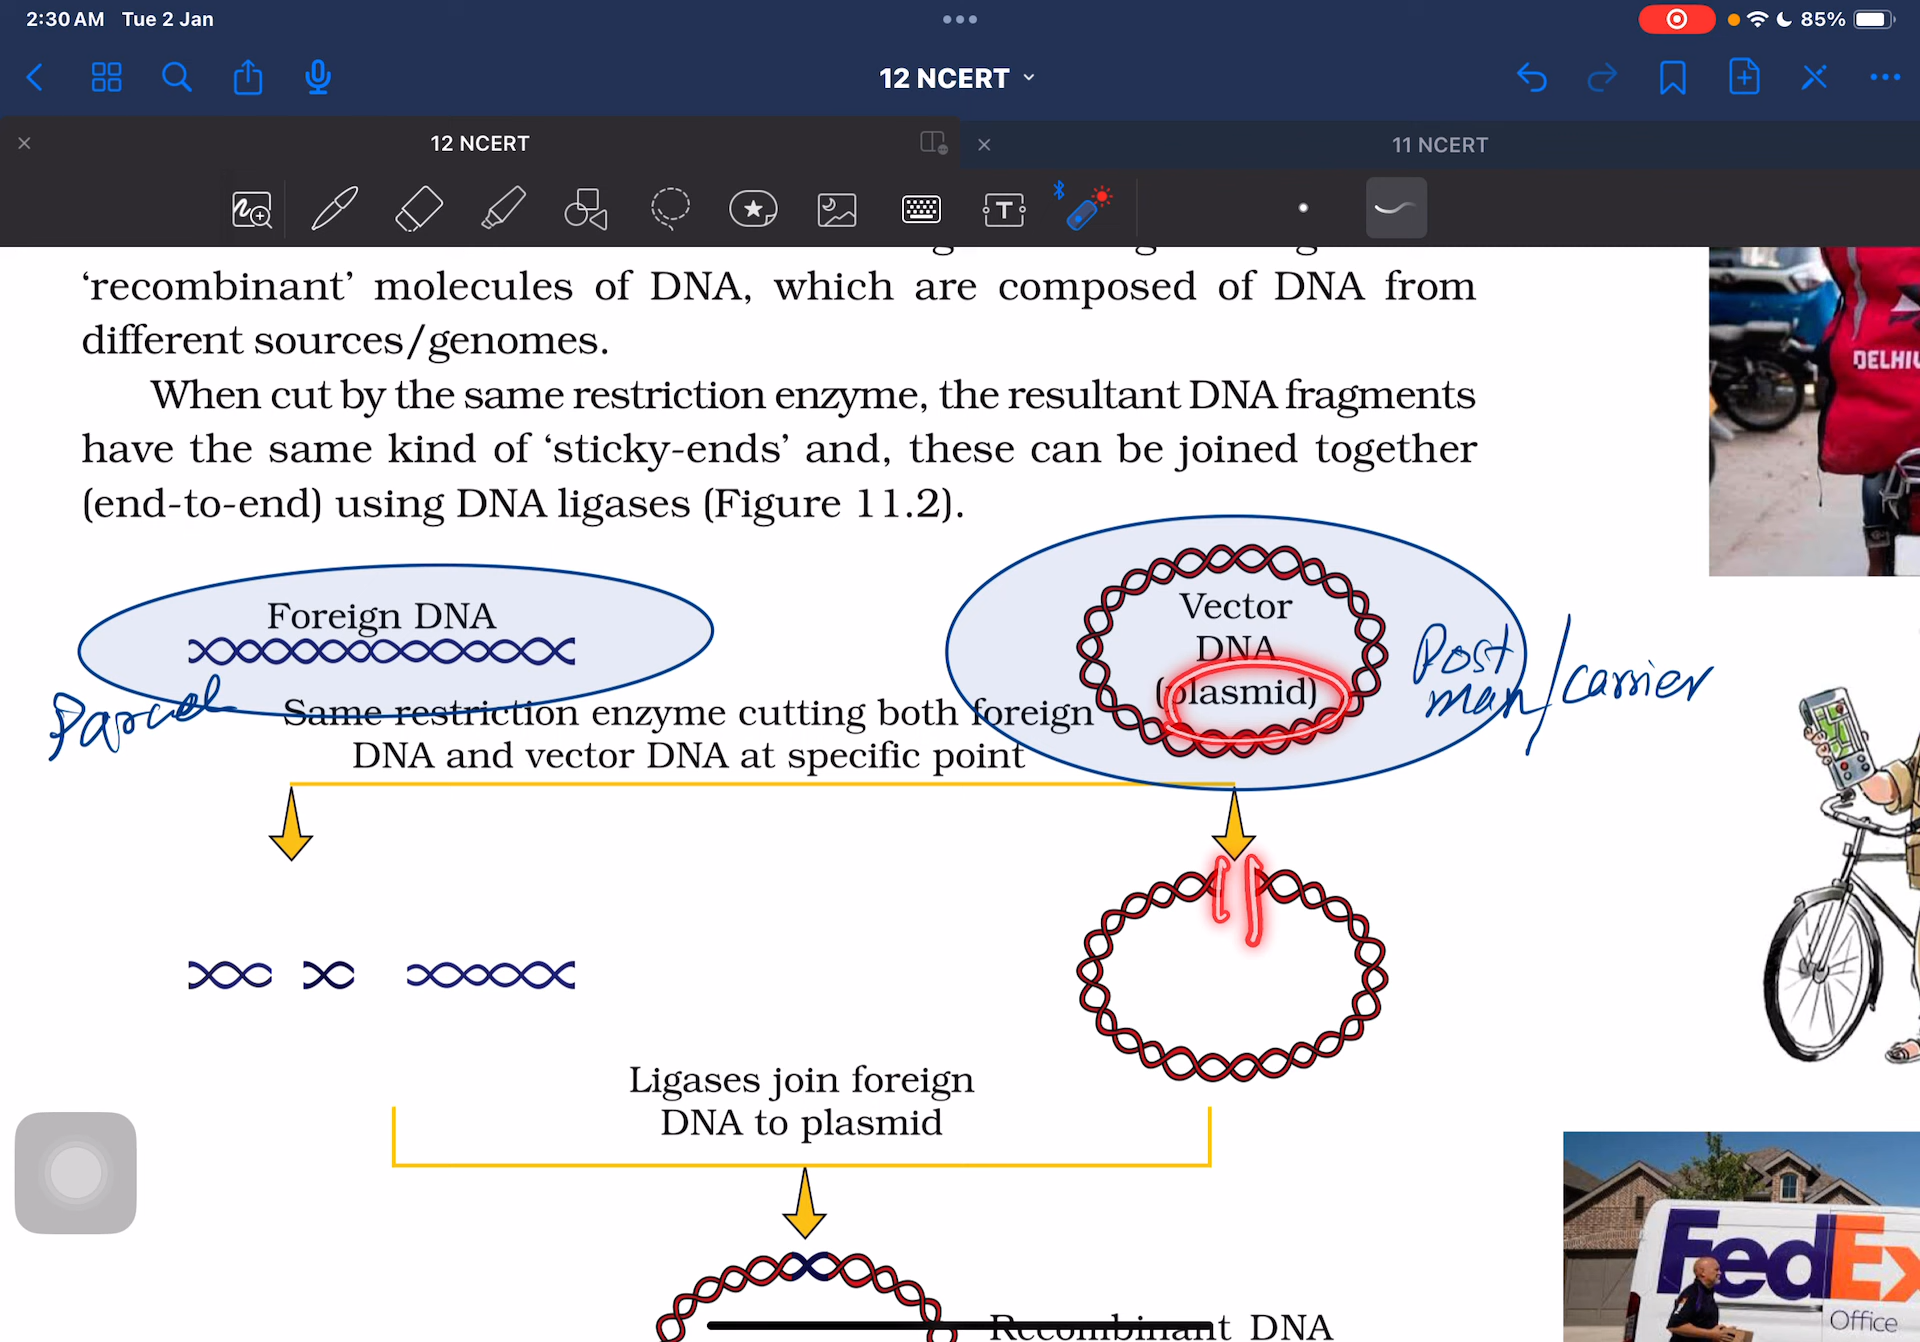 2:30 AM Tue 2 Jan
85%
12 NCERT
12 NCERT
11 NCERT
T
‘recombinant’ molecules of DNA, which are composed of DNA from
different sources/genomes.
When cut by the same restriction enzyme, the resultant DNA fragments
have the same kind of ‘sticky-ends’ and, these can be joined together
(end-to-end) using DNA ligases (Figure 11.2).
DELHIV
Foreign DNA
Vector
DNA
(plasmid)
Post
man/carrier
Parcel
Same restriction enzyme cutting both foreign
DNA and vector DNA at specific point
Ligases join foreign
DNA to plasmid
FedEx
Office
Recombinant DNA